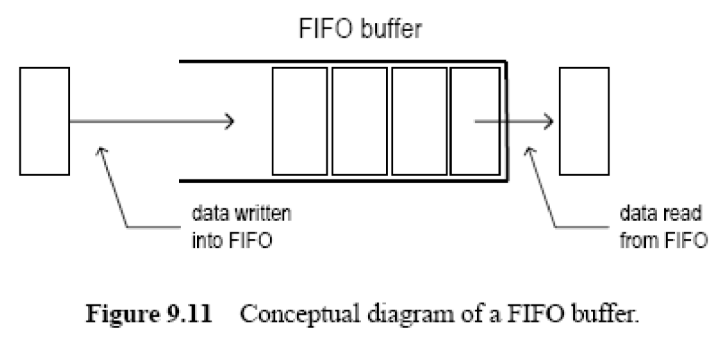 FIFO buffer
data written
into FIFO
data read
from FIFO
Figure 9.11 Conceptual diagram of a FIFO buffer.